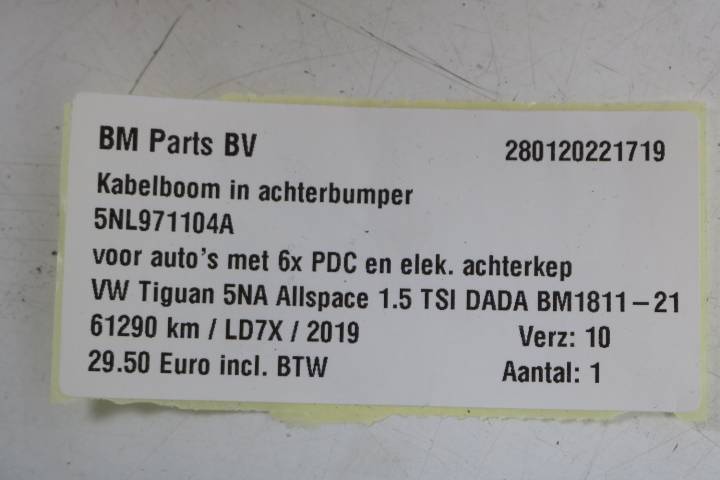 BM Parts BV 280120221719
Kabelboom in achterbumper
5NL971104A
voor auto's met 6x PDC en elek. achterkep
VW Tiguan 5NA Allspace 1.5 TSI DADA BM1811-21
61290 km / LD7X / 2019 Verz: 10
29.50 Euro incl. BTW Aantal: 1